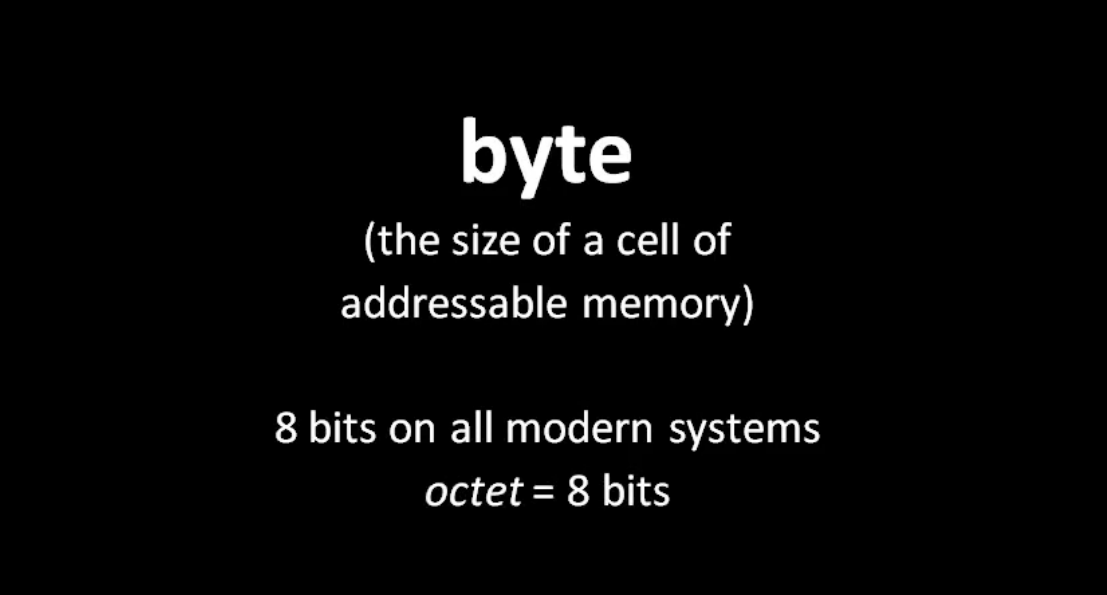 byte
(the size of a cell of
addressable memory)
8 bits on all modern systems
octet = 8 bits